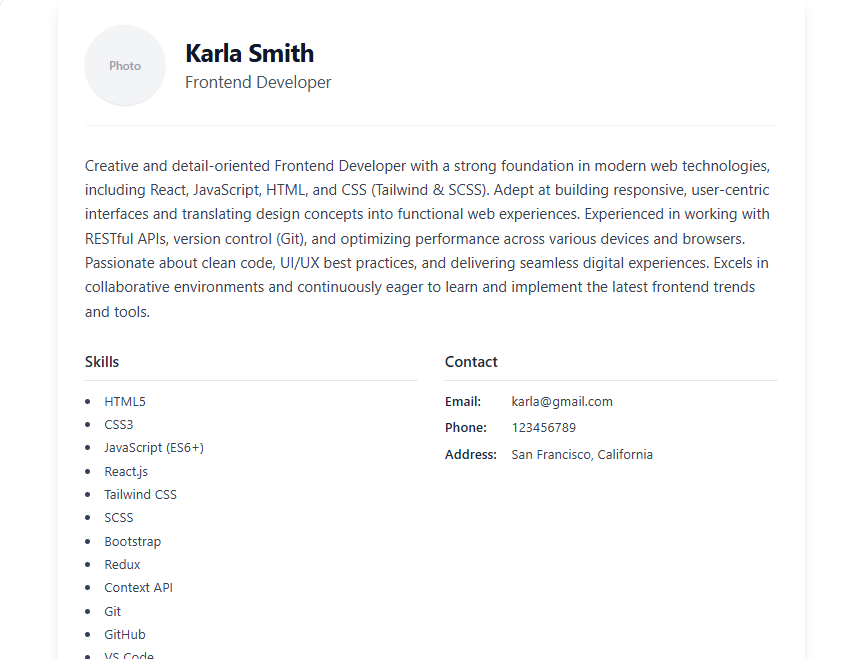 Photo
Karla Smith
Frontend Developer
Creative and detail-oriented Frontend Developer with a strong foundation in modern web technologies,
including React, JavaScript, HTML, and CSS (Tailwind & SCSS). Adept at building responsive, user-centric
interfaces and translating design concepts into functional web experiences. Experienced in working with
RESTful APIs, version control (Git), and optimizing performance across various devices and browsers.
Passionate about clean code, UI/UX best practices, and delivering seamless digital experiences. Excels in
collaborative environments and continuously eager to learn and implement the latest frontend trends
and tools.
Skills
HTML5
CSS3
JavaScript (ES6+)
React.js
Tailwind CSS
SCSS
Bootstrap
Redux
Context API
Git
GitHub
VS Code
Contact
Email: karla@gmail.com
Phone: 123456789
Address: San Francisco, California